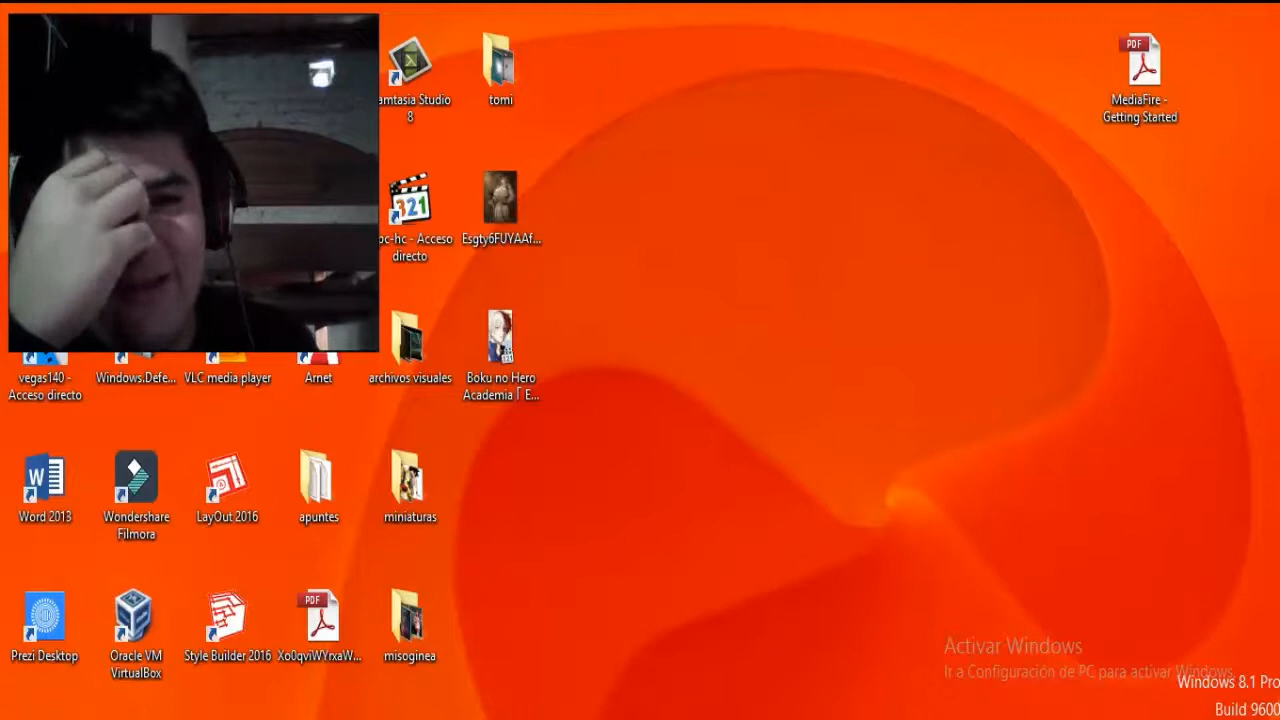 amtasia Studio
8
tomi
PDF
MediaFire -
Getting Started
321
pc-hc - Acceso
directo
Esgty6FUYAAf...
vegas140 -
Acceso directo
Windows.Defe...
VLC media player
Arnet
archivos visuales
Boku no Hero
Academia「E...
Word 2013
Wondershare
Filmora
LayOut 2016
apuntes
miniaturas
Prezi Desktop
Oracle VM
VirtualBox
Style Builder 2016
PDF
Xo0qviWYrxaW...
misoginea
Activar Windows
Ir a Configuración de PC para activar Windows.
Windows 8.1 Pro
Build 9600